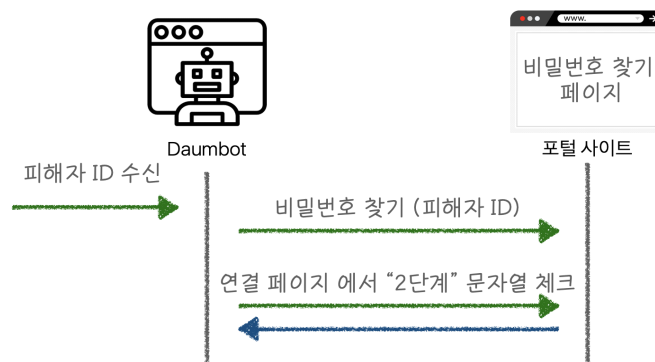 www.
비밀번호 찾기
페이지
Daumbot
포털 사이트
피해자 ID 수신
비밀번호 찾기 (피해자 ID)
연결 페이지 에서 “2단계” 문자열 체크